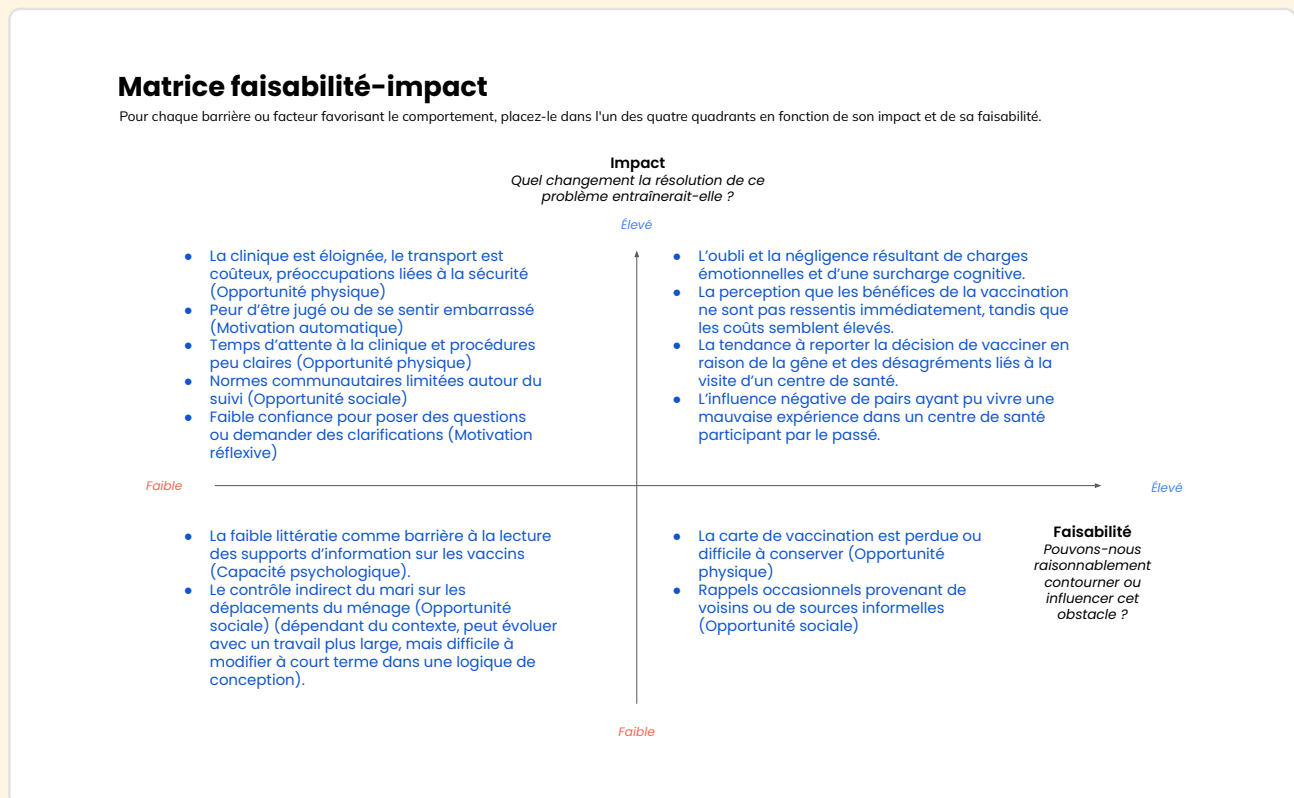 Matrice faisabilité-impact
Pour chaque barrière ou facteur favorisant le comportement, placez-le dans l'un des quatre quadrants en fonction de son impact et de sa faisabilité.
Impact
Quel changement la résolution de ce
problème entraînerait-elle ?
Élevé
● La clinique est éloignée, le transport est
coûteux, préoccupations liées à la sécurité
(Opportunité physique)
● Peur d’être jugé ou de se sentir embarrassé
(Motivation automatique)
● Temps d’attente à la clinique et procédures
peu claires (Opportunité physique)
● Normes communautaires limitées autour du
suivi (Opportunité sociale)
● Faible confiance pour poser des questions
ou demander des clarifications (Motivation
réflexive)
● L’oubli et la négligence résultant de charges
émotionnelles et d’une surcharge cognitive.
● La perception que les bénéfices de la vaccination
ne sont pas ressentis immédiatement, tandis que
les coûts semblent élevés.
● La tendance à reporter la décision de vacciner en
raison de la gêne et des désagréments liés à la
visite d’un centre de santé.
● L’influence négative de pairs ayant pu vivre une
mauvaise expérience dans un centre de santé
participant par le passé.
Faible
Élevé
● La faible littératie comme barrière à la lecture
des supports d’information sur les vaccins
(Capacité psychologique).
● Le contrôle indirect du mari sur les
déplacements du ménage (Opportunité
sociale) (dépendant du contexte, peut évoluer
avec un travail plus large, mais difficile à
modifier à court terme dans une logique de
conception).
● La carte de vaccination est perdue ou
difficile à conserver (Opportunité
physique)
● Rappels occasionnels provenant de
voisins ou de sources informelles
(Opportunité sociale)
Faisabilité
Pouvons-nous
raisonnablement
contourner ou
influencer cet
obstacle ?
Faible